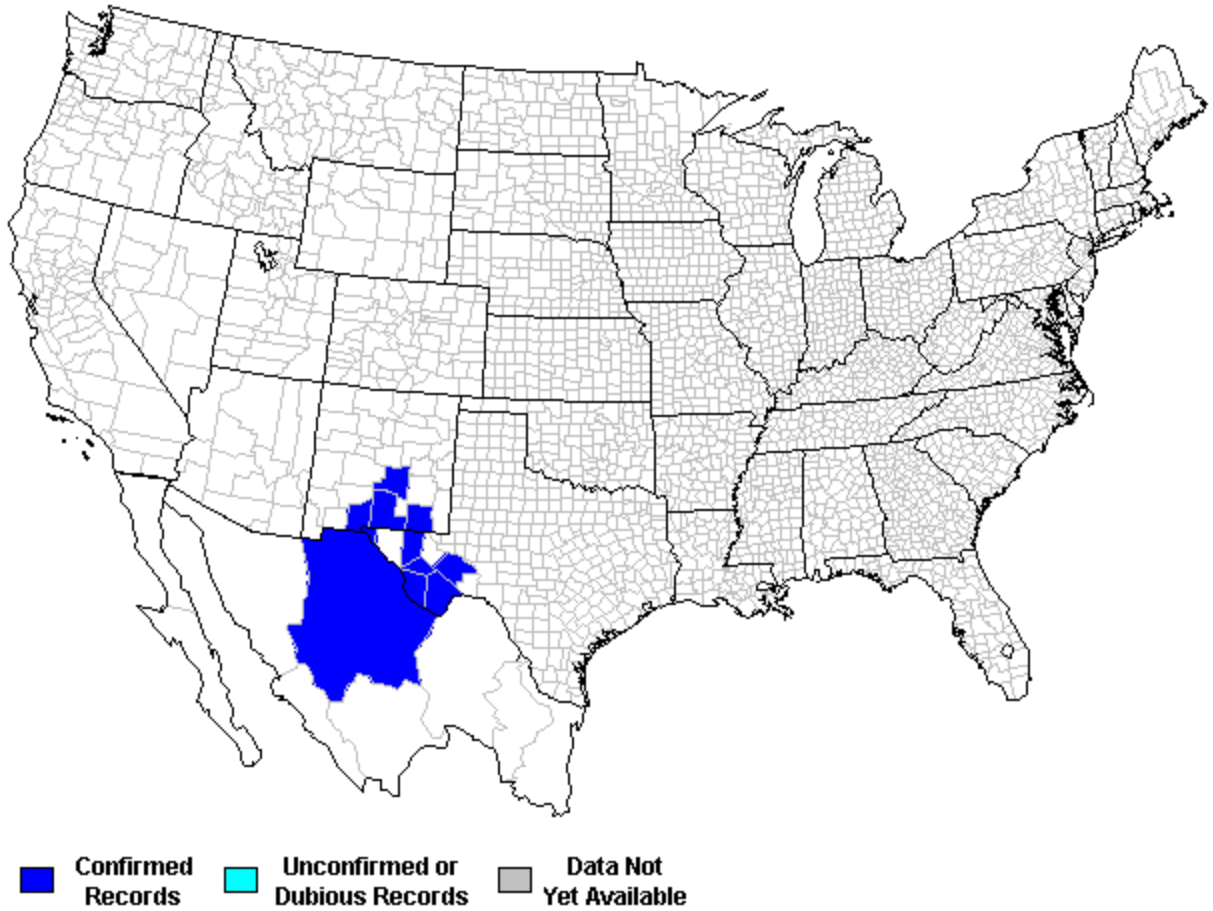 Confirmed
Records
Unconfirmed or
Dubious Records
Data Not
Yet Available